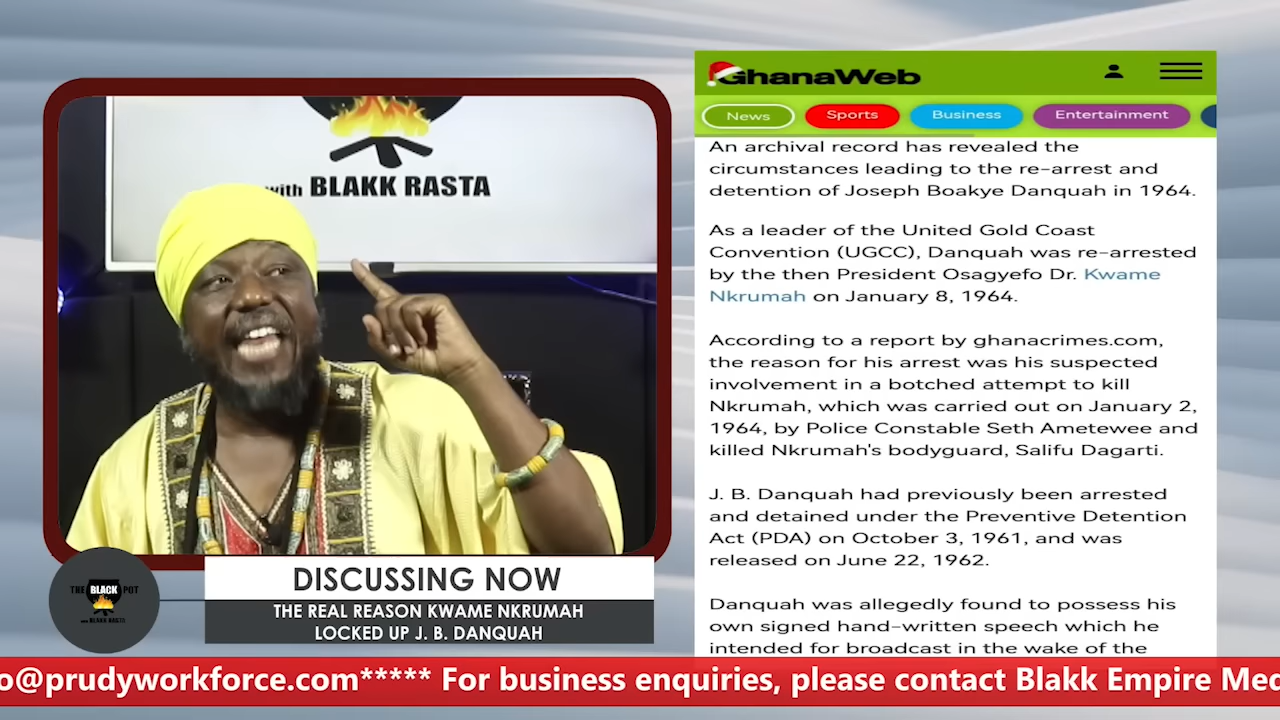 with BLAKK RASTA
THE BLACK POT
with BLAKK RASTA
DISCUSSING NOW
THE REAL REASON KWAME NKRUMAH
LOCKED UP J. B. DANQUAH
GhanaWeb
News Sports Business Entertainment
An archival record has revealed the
circumstances leading to the re-arrest and
detention of Joseph Boakye Danquah in 1964.
As a leader of the United Gold Coast
Convention (UGCC), Danquah was re-arrested
by the then President Osagyefo Dr. Kwame
Nkrumah on January 8, 1964.
According to a report by ghanacrimes.com,
the reason for his arrest was his suspected
involvement in a botched attempt to kill
Nkrumah, which was carried out on January 2,
1964, by Police Constable Seth Ametewee and
killed Nkrumah's bodyguard, Salifu Dagarti.
J. B. Danquah had previously been arrested
and detained under the Preventive Detention
Act (PDA) on October 3, 1961, and was
released on June 22, 1962.
Danquah was allegedly found to possess his
own signed hand-written speech which he
intended for broadcast in the wake of the
o@prudyworkforce.com***** For business enquiries, please contact Blakk Empire Med